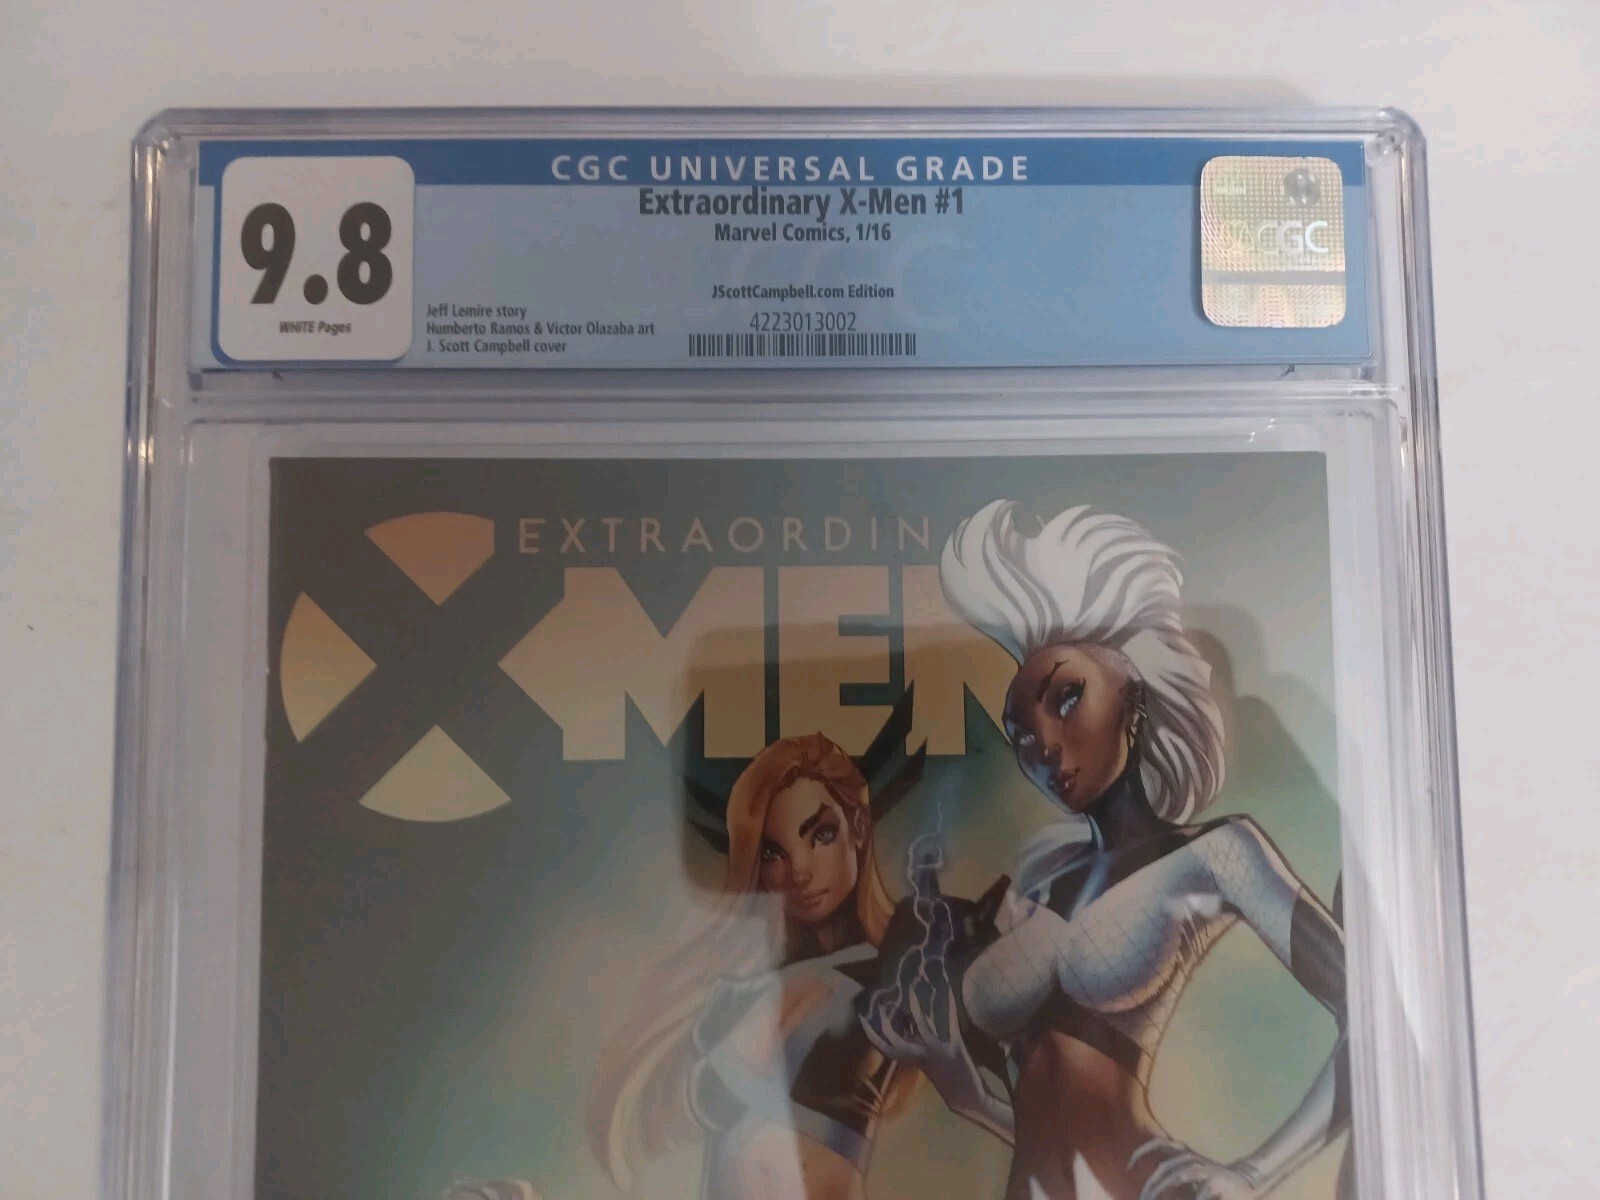 CGC UNIVERSAL GRADE
9.8
WHITE Pages
Extraordinary X-Men #1
Marvel Comics, 1/16
JScottCampbell.com Edition
Jeff Lemire story
Humberto Ramos & Victor Olazaba art
J. Scott Campbell cover
4223013002
CGC
EXTRAORDINARY
X-MEN